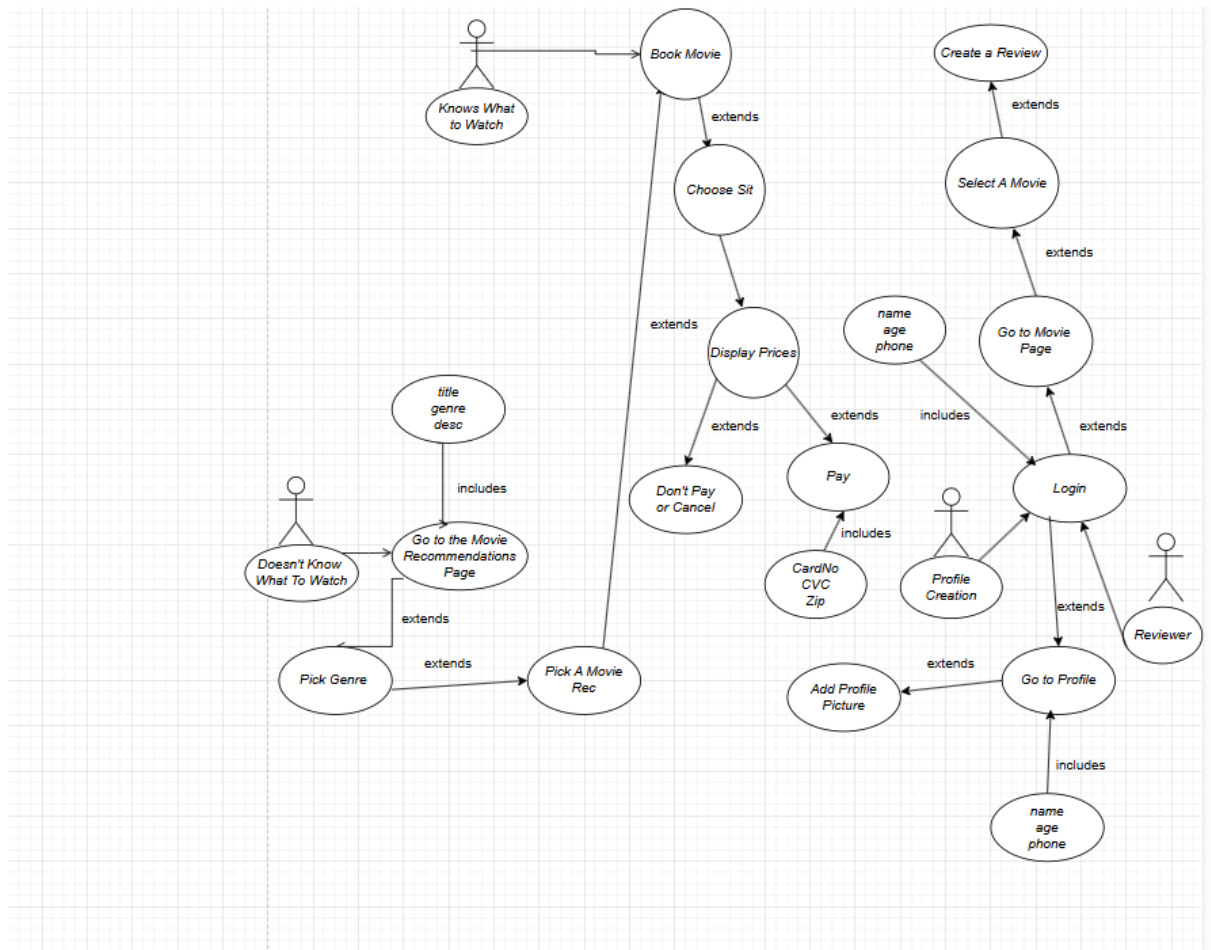 Book Movie
Create a Review
Knows What
to Watch
extends
extends
Choose Sit
Select A Movie
extends
name
age
phone
extends
Go to Movie
Page
Display Prices
title
genre
desc
extends
extends
includes
extends
Pay
Login
includes
Don't Pay
or Cancel
includes
Go to the Movie
Recommendations
Page
Doesn't Know
What To Watch
CardNo
CVC
Zip
Profile
Creation
extends
extends
Reviewer
extends
extends
Pick Genre
Pick A Movie
Rec
Go to Profile
Add Profile
Picture
includes
name
age
phone